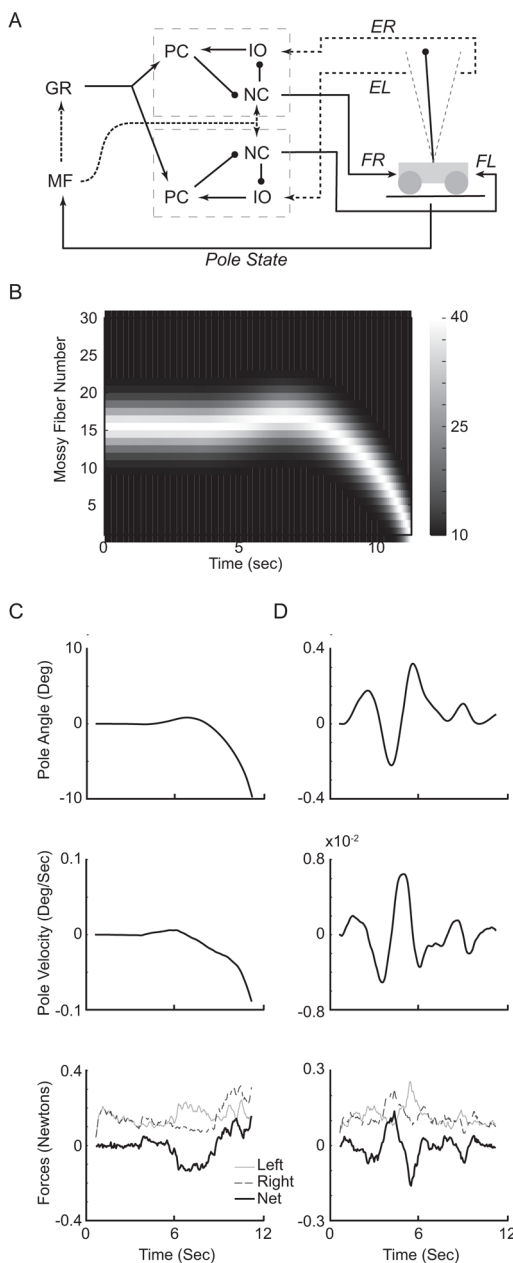 A
ER
PC
IO
GR
EL
NC
NC
FR
FL
MF
PC
IO
Pole State
B
30
25
20
15
10
5
Mossy Fiber Number
0
5
10
Time (sec)
40
25
10
C
D
10
0
-10
Pole Angle (Deg)
0.4
0
-0.4
0.1
0
-0.1
Pole Velocity (Deg/Sec)
x10-2
0.8
0
-0.8
0.4
0
-0.4
Forces (Newtons)
Left
Right
Net
0
6
12
Time (Sec)
0.3
0
-0.3
0
6
12
Time (Sec)